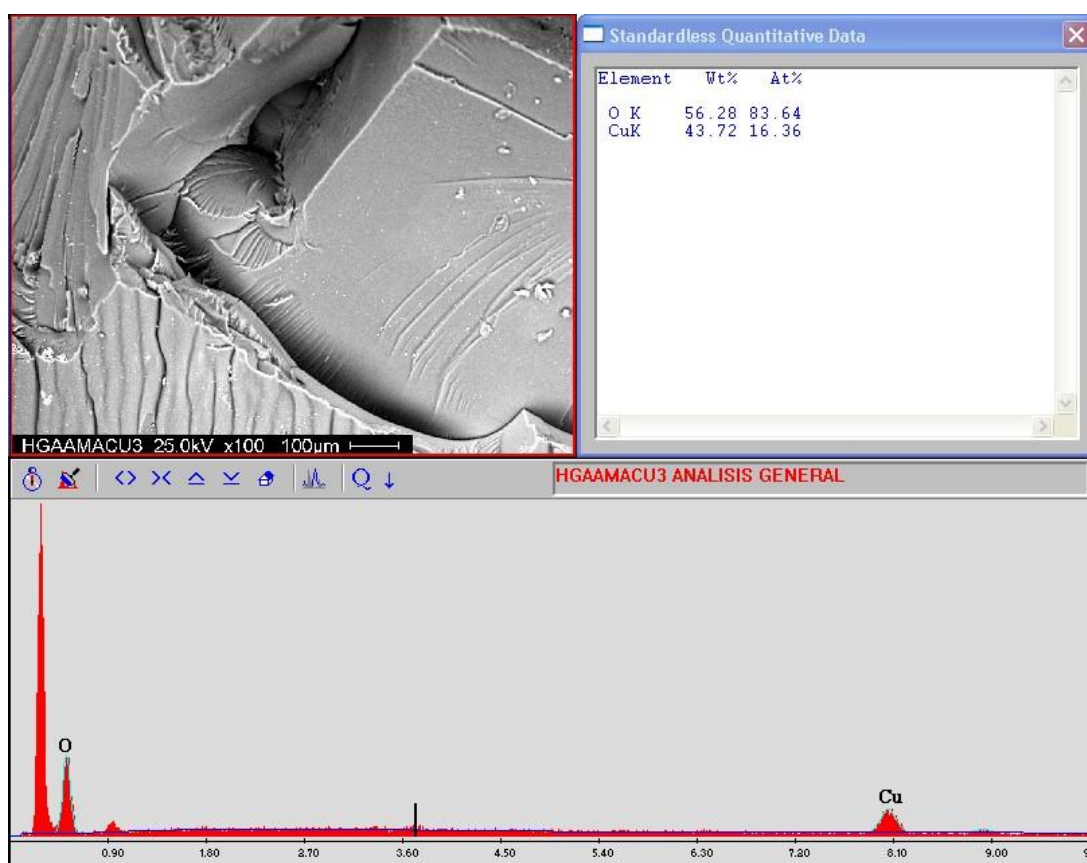 Standardless Quantitative Data
Element Wt% At%
O K 56.28 83.64
CuK 43.72 16.36
HGAAMACU3 25.0kV x100 100µm
HGAAMACU3 ANALISIS GENERAL
O
Cu
0.90 1.80 2.70 3.60 4.50 5.40 6.30 7.20 8.10 9.00